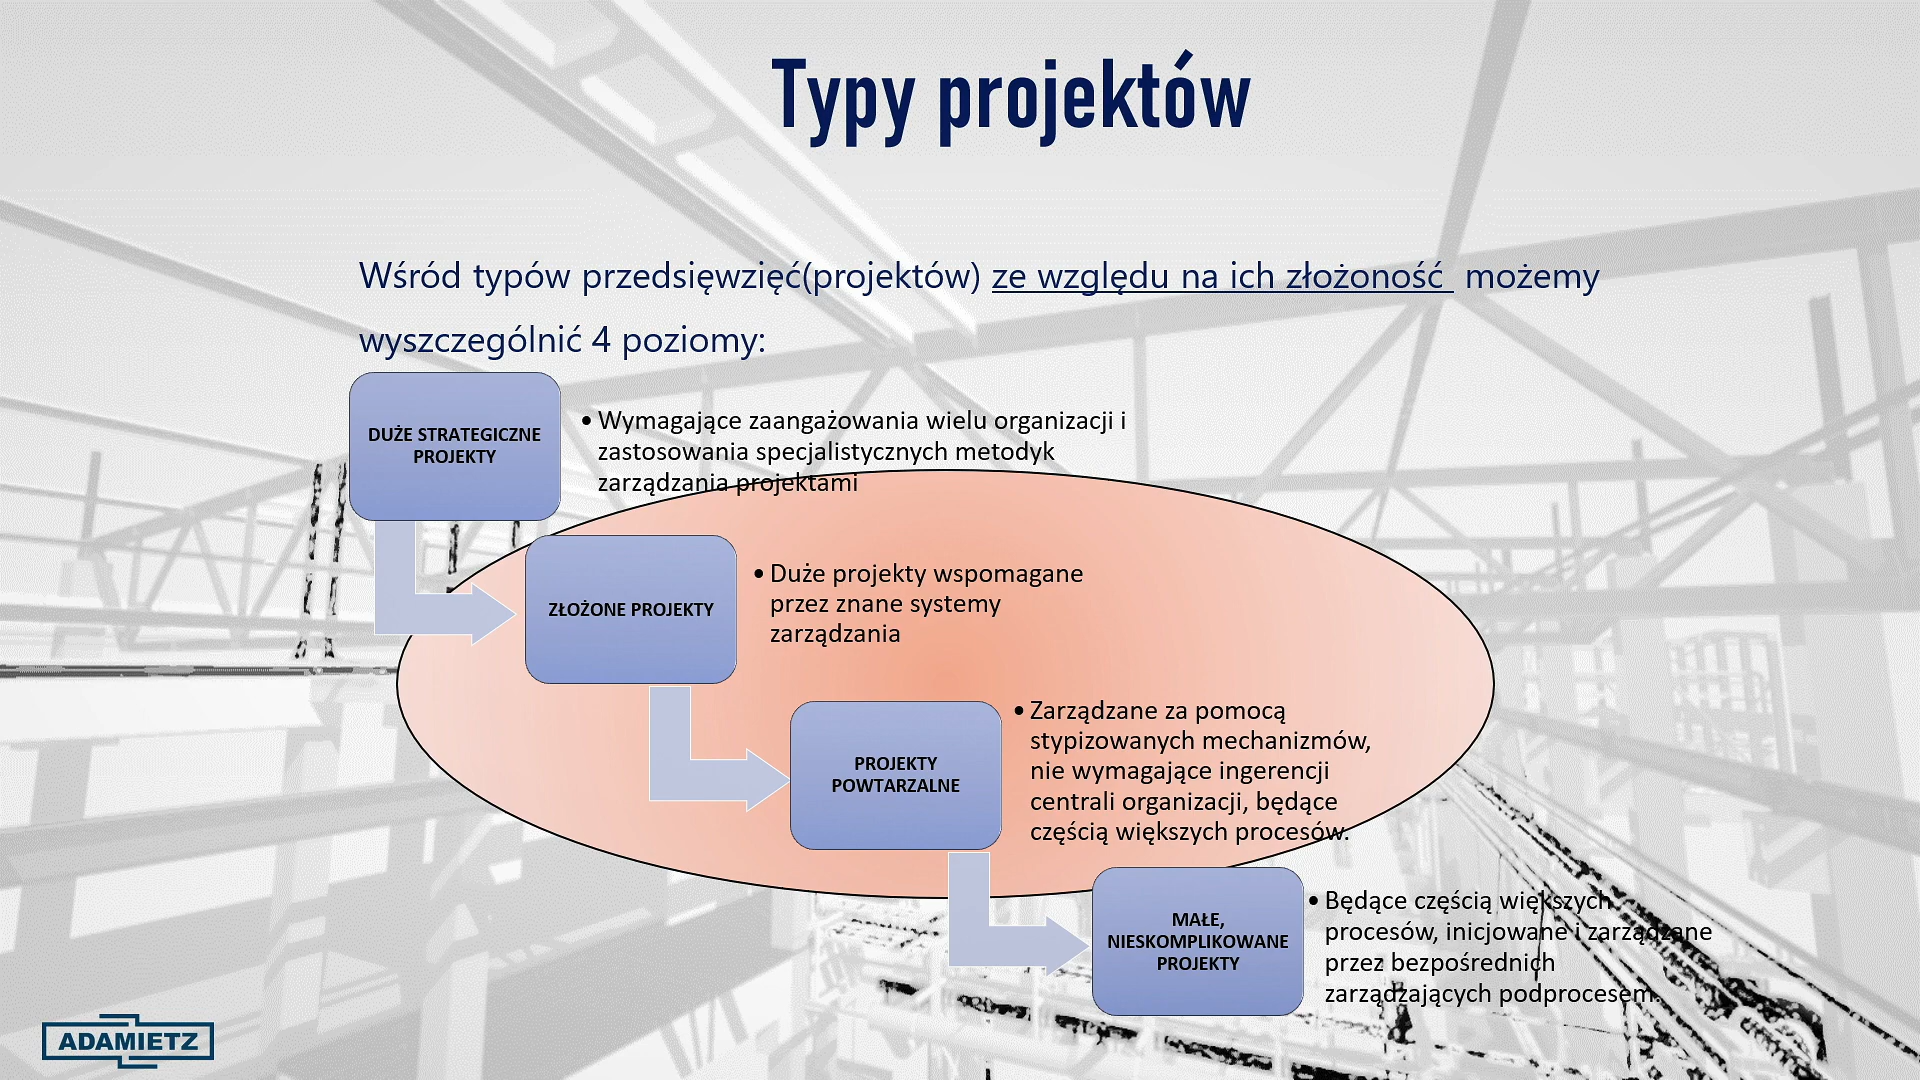 Typy projektów
Wśród typów przedsięwzięć(projektów) ze względu na ich złożoność możemy
wyszczególnić 4 poziomy:
DUŻE STRATEGICZNE
PROJEKTY
• Wymagające zaangażowania wielu organizacji i
zastosowania specjalistycznych metodyk
zarządzania projektami
ZŁOŻONE PROJEKTY
• Duże projekty wspomagane
przez znane systemy
zarządzania
PROJEKTY
POWTARZALNE
• Zarządzane za pomocą
stypizowanych mechanizmów,
nie wymagające ingerencji
centrali organizacji, będące
częścią większych procesów.
MAŁE,
NIESKOMPLIKOWANE
PROJEKTY
• Będące częścią większych
procesów, inicjowane i zarządzane
przez bezpośrednich
zarządzających podprocesem.
ADAMIETZ